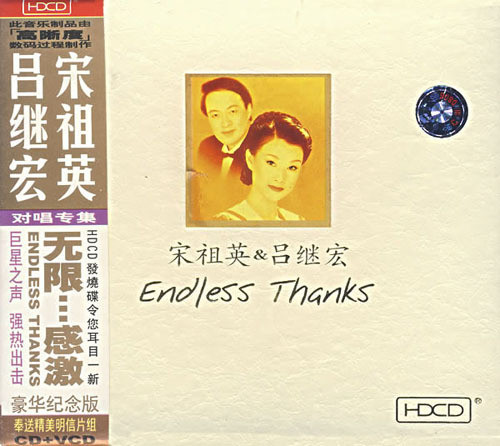 HDCD
此音乐制品由
「高晰度」
数码过程制作
宋祖英
吕继宏
对唱专集
HDCD發燒碟令您耳目一新
无限…感激
ENDLESS THANKS
巨星之声 强热出击
豪华纪念版
奉送精美明信片组
CD+VCD
宋祖英&吕继宏
Endless Thanks
HDCD®